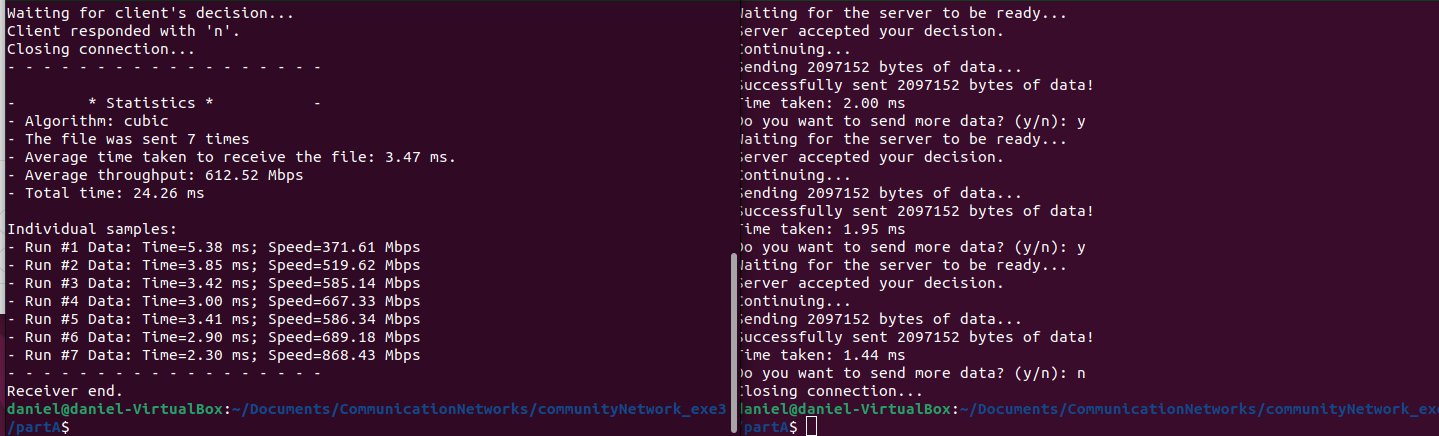 Waiting for client's decision...
Client responded with 'n'.
Closing connection...
- - - - - - - - - - - - - - - - - -
- * Statistics * -
- Algorithm: cubic
- The file was sent 7 times
- Average time taken to receive the file: 3.47 ms.
- Average throughput: 612.52 Mbps
- Total time: 24.26 ms
Individual samples:
- Run #1 Data: Time=5.38 ms; Speed=371.61 Mbps
- Run #2 Data: Time=3.85 ms; Speed=519.62 Mbps
- Run #3 Data: Time=3.42 ms; Speed=585.14 Mbps
- Run #4 Data: Time=3.00 ms; Speed=667.33 Mbps
- Run #5 Data: Time=3.41 ms; Speed=586.34 Mbps
- Run #6 Data: Time=2.90 ms; Speed=689.18 Mbps
- Run #7 Data: Time=2.30 ms; Speed=868.43 Mbps
- - - - - - - - - - - - - - - - - -
Receiver end.
daniel@daniel-VirtualBox:~/Documents/CommunicationNetworks/communityNetwork_exe3
/partA$
Waiting for the server to be ready...
Server accepted your decision.
Continuing...
Sending 2097152 bytes of data...
Successfully sent 2097152 bytes of data!
Time taken: 2.00 ms
Do you want to send more data? (y/n): y
Waiting for the server to be ready...
Server accepted your decision.
Continuing...
Sending 2097152 bytes of data...
Successfully sent 2097152 bytes of data!
Time taken: 1.95 ms
Do you want to send more data? (y/n): y
Waiting for the server to be ready...
Server accepted your decision.
Continuing...
Sending 2097152 bytes of data...
Successfully sent 2097152 bytes of data!
Time taken: 1.44 ms
Do you want to send more data? (y/n): n
Closing connection...
daniel@daniel-VirtualBox:~/Documents/CommunicationNetworks/communityNetwork_exe
/partA$